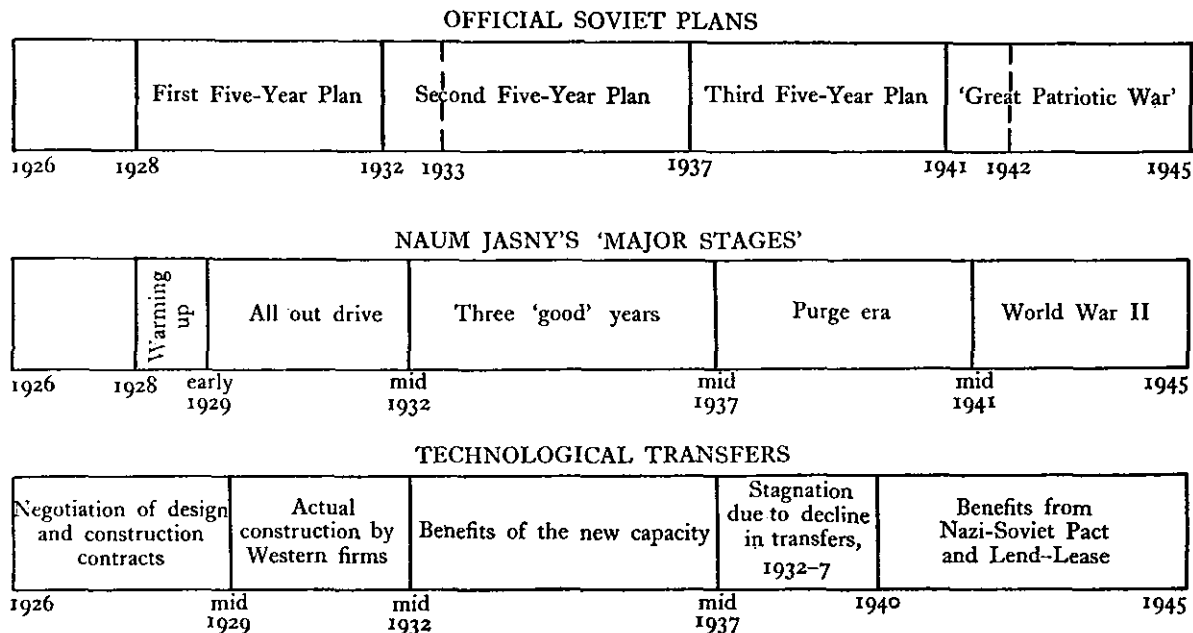 OFFICIAL SOVIET PLANS
First Five-Year Plan
Second Five-Year Plan
Third Five-Year Plan
'Great Patriotic War'
1926
1928
1932
1933
1937
1941
1942
1945
NAUM JASNY'S 'MAJOR STAGES'
Warming
up
All out drive
Three 'good' years
Purge era
World War II
1926
1928
early
1929
mid
1932
mid
1937
mid
1941
1945
TECHNOLOGICAL TRANSFERS
Negotiation of design
and construction
contracts
Actual
construction by
Western firms
Benefits of the new capacity
Stagnation
due to decline
in transfers,
1932-7
Benefits from
Nazi-Soviet Pact
and Lend-Lease
1926
mid
1929
mid
1932
mid
1937
1940
1945